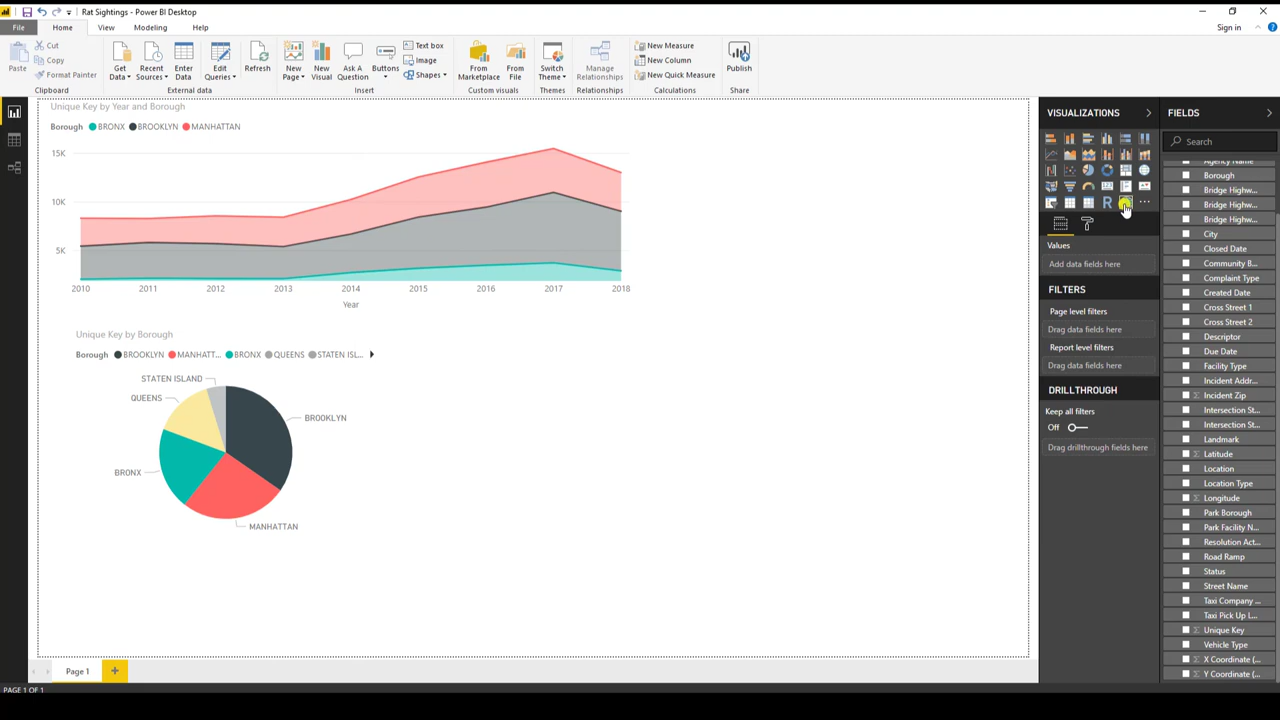 Rat Sightings - Power BI Desktop
Sign in
File Home View Modeling Help
Paste
Cut
Copy
Format Painter
Clipboard
Get Data
Recent Sources
Enter Data
Edit Queries
Refresh
External data
New Page
New Visual
Ask A Question
Buttons
Text box
Image
Shapes
Insert
From Marketplace
From File
Custom visuals
Switch Theme
Themes
Manage Relationships
Relationships
New Measure
New Column
New Quick Measure
Calculations
Publish
Share
Unique Key by Year and Borough
Borough BRONX BROOKLYN MANHATTAN
15K
10K
5K
2010 2011 2012 2013 2014 2015 2016 2017 2018
Year
Unique Key by Borough
Borough BROOKLYN MANHATT... BRONX QUEENS STATEN ISL...
STATEN ISLAND
QUEENS
BROOKLYN
BRONX
MANHATTAN
VISUALIZATIONS
R
Values
Add data fields here
FILTERS
Page level filters
Drag data fields here
Report level filters
Drag data fields here
DRILLTHROUGH
Keep all filters
Off
Drag drillthrough fields here
FIELDS
Search
Agency Name
Borough
Bridge Highw...
Bridge Highw...
Bridge Highw...
City
Closed Date
Community B...
Complaint Type
Created Date
Cross Street 1
Cross Street 2
Descriptor
Due Date
Facility Type
Incident Addr...
Σ Incident Zip
Intersection St...
Intersection St...
Landmark
Σ Latitude
Location
Location Type
Σ Longitude
Park Borough
Park Facility N...
Resolution Act...
Road Ramp
Status
Street Name
Taxi Company ...
Taxi Pick Up L...
Σ Unique Key
Vehicle Type
Σ X Coordinate (...
Σ Y Coordinate (...
Page 1
PAGE 1 OF 1